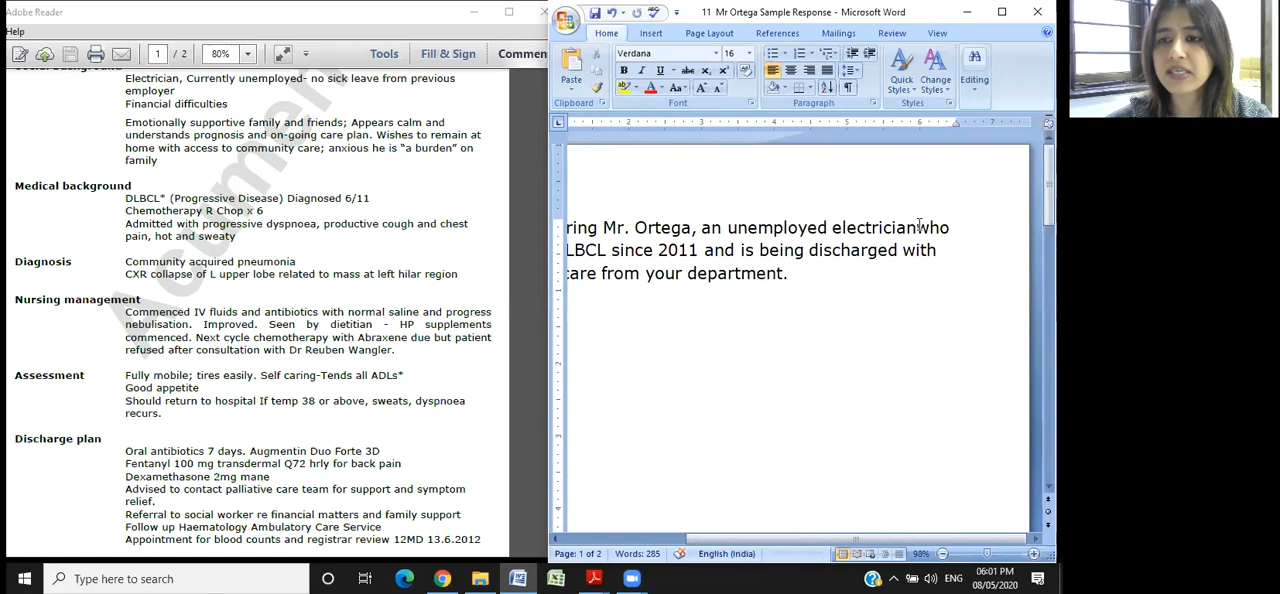 Adobe Reader
Help
1 / 2
80%
Tools
Fill & Sign
Commen
Electrician, Currently unemployed- no sick leave from previous
employer
Financial difficulties
Emotionally supportive family and friends; Appears calm and
understands prognosis and on-going care plan. Wishes to remain at
home with access to community care; anxious he is "a burden" on
family
Medical background
DLBCL* (Progressive Disease) Diagnosed 6/11
Chemotherapy R Chop x 6
Admitted with progressive dyspnoea, productive cough and chest
pain, hot and sweaty
Diagnosis
Community acquired pneumonia
CXR collapse of L upper lobe related to mass at left hilar region
Nursing management
Commenced IV fluids and antibiotics with normal saline and progress
nebulisation. Improved. Seen by dietitian - HP supplements
commenced. Next cycle chemotherapy with Abraxene due but patient
refused after consultation with Dr Reuben Wangler.
Assessment
Fully mobile; tires easily. Self caring-Tends all ADLs*
Good appetite
Should return to hospital If temp 38 or above, sweats, dyspnoea
recurs.
Discharge plan
Oral antibiotics 7 days. Augmentin Duo Forte 3D
Fentanyl 100 mg transdermal Q72 hrly for back pain
Dexamethasone 2mg mane
Advised to contact palliative care team for support and symptom
relief.
Referral to social worker re financial matters and family support
Follow up Haematology Ambulatory Care Service
Appointment for blood counts and registrar review 12MD 13.6.2012
Acumen
11 Mr Ortega Sample Response - Microsoft Word
Home
Insert
Page Layout
References
Mailings
Review
View
Verdana
16
Paste
Quick
Styles
Change
Styles
Editing
Clipboard
Font
Paragraph
Styles
ring Mr. Ortega, an unemployed electricianwho
LBCL since 2011 and is being discharged with
care from your department.
Page: 1 of 2
Words: 285
English (India)
98%
Type here to search
ENG
06:01 PM
08/05/2020